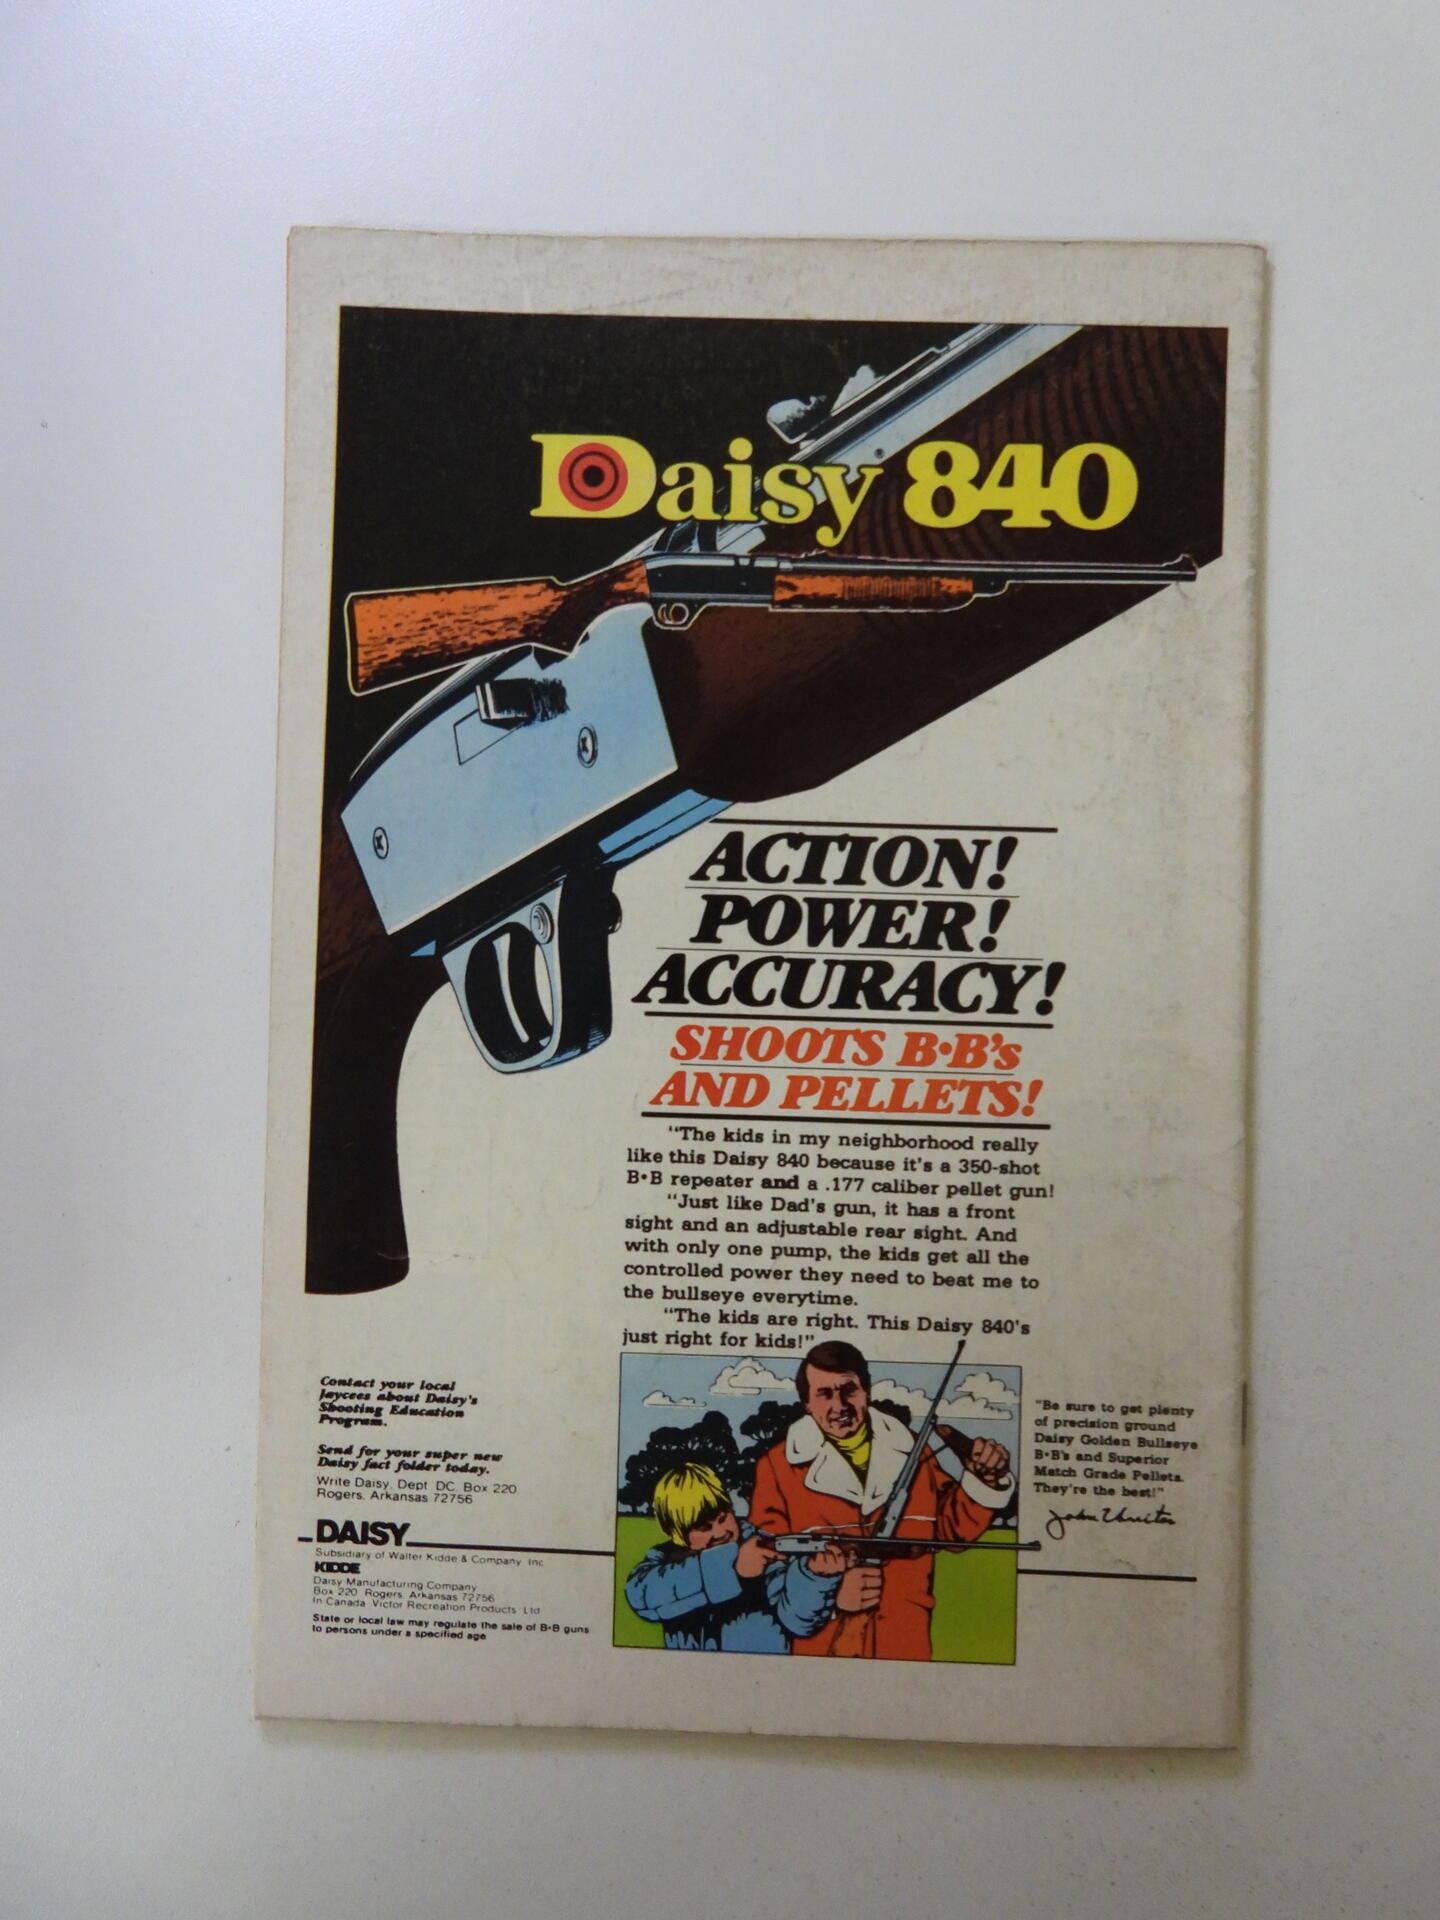 Daisy 840
ACTION!
POWER!
ACCURACY!
SHOOTS B•B's
AND PELLETS!
"The kids in my neighborhood really
like this Daisy 840 because it's a 350-shot
B•B repeater and a .177 caliber pellet gun!
"Just like Dad's gun, it has a front
sight and an adjustable rear sight. And
with only one pump, the kids get all the
controlled power they need to beat me to
the bullseye everytime.
"The kids are right. This Daisy 840's
just right for kids!"
Contact your local
Jaycees about Daisy's
Shooting Education
Program.
Send for your super new
Daisy fact folder today.
Write Daisy, Dept DC, Box 220
Rogers, Arkansas 72756
DAISY
Subsidiary of Walter Kidde & Company Inc
KIDDE
Daisy Manufacturing Company
Box 220 Rogers, Arkansas 72756
In Canada Victor Recreation Products Ltd
State or local law may regulate the sale of B•B guns
to persons under a specified age
"Be sure to get plenty
of precision ground
Daisy Golden Bullseye
B•B's and Superior
Match Grade Pellets.
They're the best!"
John Unitas